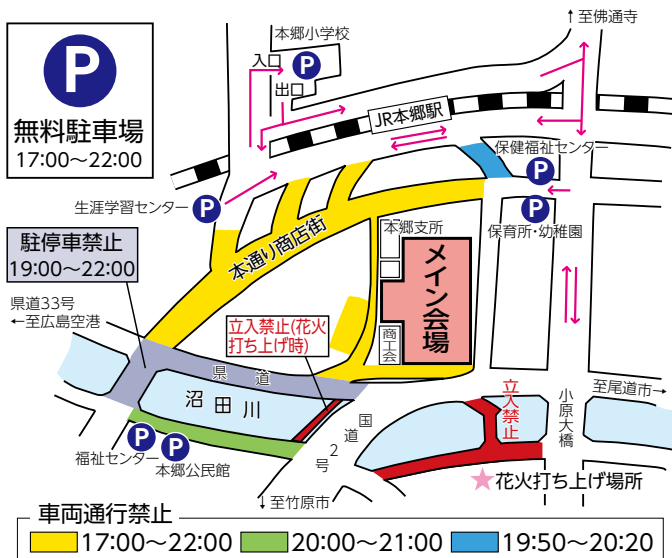 ↑至佛通寺
本郷小学校
P
入口
P
出口
無料駐車場
17:00～22:00
JR本郷駅
保健福祉センター
P
生涯学習センター
P
P
保育所・幼稚園
本郷支所
駐停車禁止
19:00～22:00
本通り商店街
メイン会場
県道33号
←至広島空港
立入禁止(花火
打ち上げ時)
商工会
県道
沼田川
国道2号
立入禁止
小原大橋
至尾道市→
P
P
福祉センター
本郷公民館
★花火打ち上げ場所
↓至竹原市
車両通行禁止
17:00～22:00
20:00～21:00
19:50～20:20